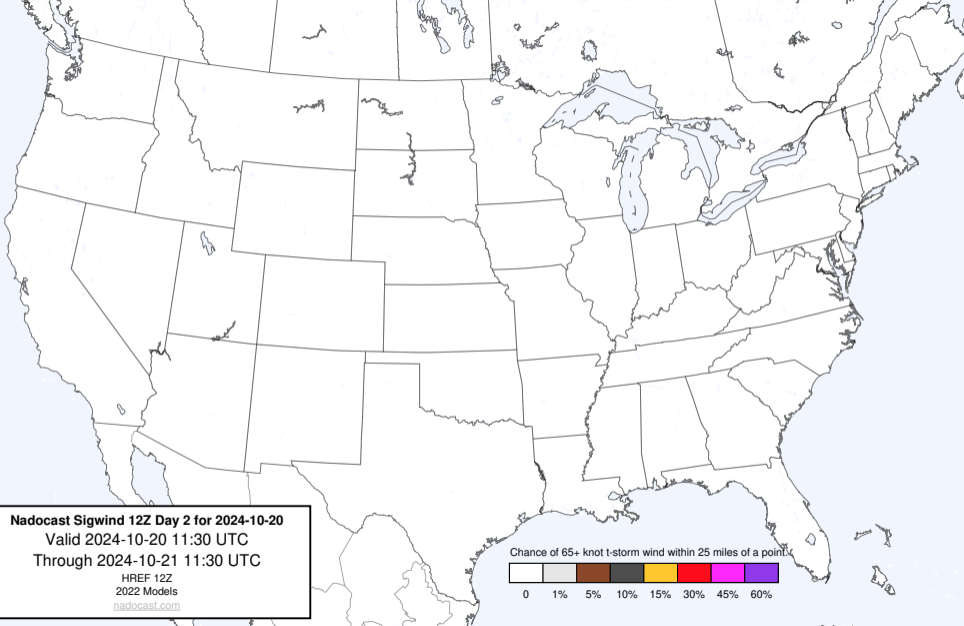 Nadocast Sigwind 12Z Day 2 for 2024-10-20
Valid 2024-10-20 11:30 UTC
Through 2024-10-21 11:30 UTC
HREF 12Z
2022 Models
nadocast.com
Chance of 65+ knot t-storm wind within 25 miles of a point.
0 1% 5% 10% 15% 30% 45% 60%